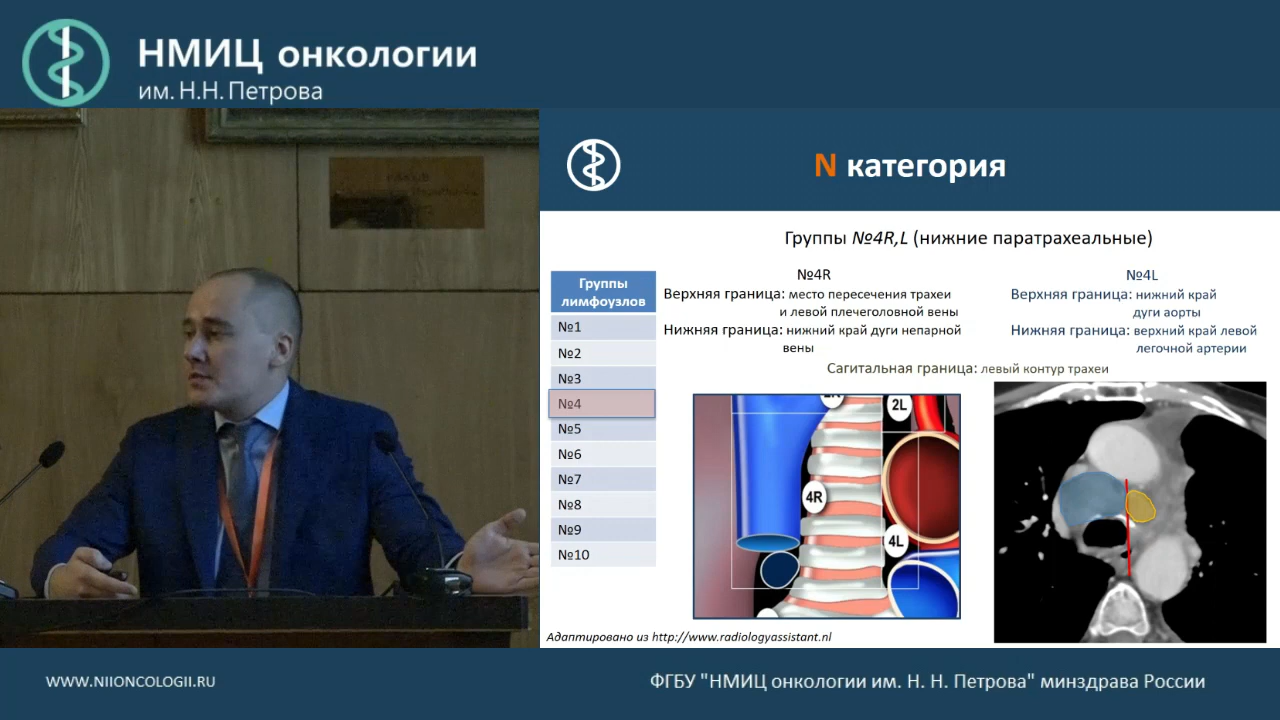 НМИЦ онкологии
им. Н.Н. Петрова
N категория
Группы №4R,L (нижние паратрахеальные)
Группы
лимфоузлов
№1
№2
№3
№4
№5
№6
№7
№8
№9
№10
№4R
Верхняя граница: место пересечения трахеи
и левой плечеголовной вены
Нижняя граница: нижний край дуги непарной
вены
№4L
Верхняя граница: нижний край
дуги аорты
Нижняя граница: верхний край левой
легочной артерии
Сагитальная граница: левый контур трахеи
2R
2L
4R
4L
Адаптировано из http://www.radiologyassistant.nl
WWW.NIIONCOLOGII.RU
ФГБУ "НМИЦ онкологии им. Н. Н. Петрова" минздрава России